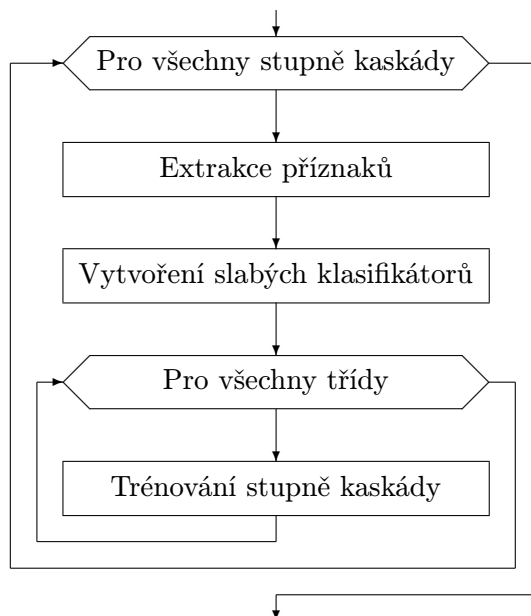 Pro všechny stupně kaskády
Extrakce příznaků
Vytvoření slabých klasifikátorů
Pro všechny třídy
Trénování stupně kaskády